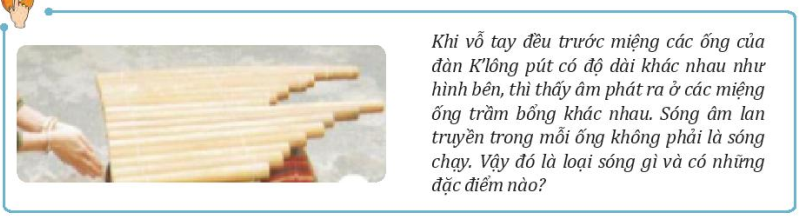 Khi vỗ tay đều trước miệng các ống của
đàn K’lông pút có độ dài khác nhau như
hình bên, thì thấy âm phát ra ở các miệng
ống trầm bổng khác nhau. Sóng âm lan
truyền trong mỗi ống không phải là sóng
chạy. Vậy đó là loại sóng gì và có những
đặc điểm nào?